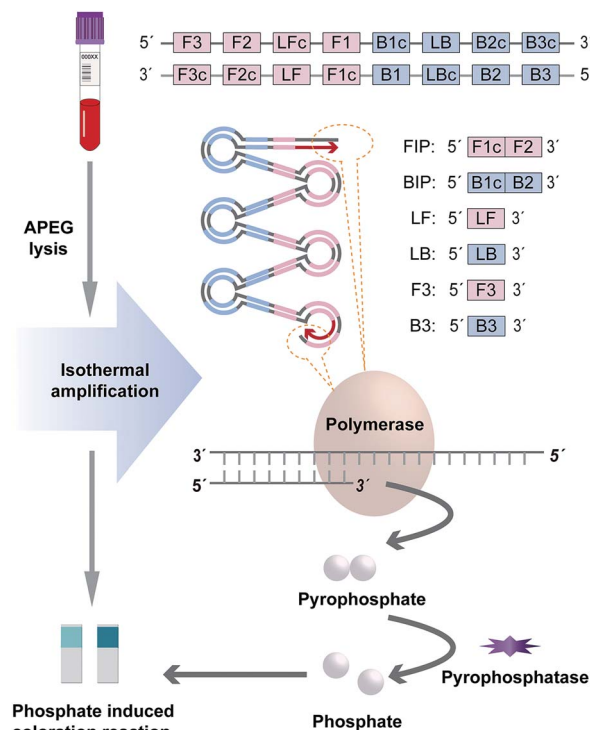 5´ F3 F2 LFc F1 B1c LB B2c B3c 3
3´ F3c F2c LF F1c B1 LBc B2 B3 5
000XX
FIP: 5´ F1c F2 3´
BIP: 5´ B1c B2 3´
LF: 5´ LF 3´
LB: 5´ LB 3´
F3: 5´ F3 3´
B3: 5´ B3 3´
APEG
lysis
Isothermal
amplification
Polymerase
3´ 5´
5´ 3´
Pyrophosphate
Pyrophosphatase
Phosphate
Phosphate induced
coloration reaction